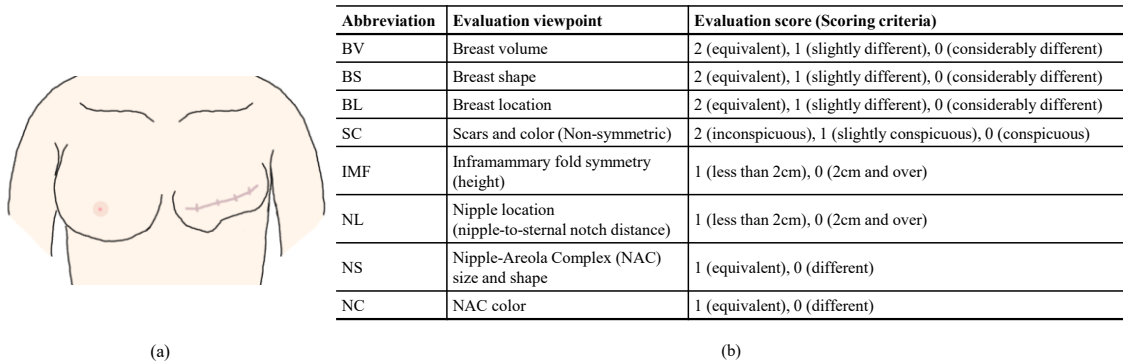 Abbreviation Evaluation viewpoint Evaluation score (Scoring criteria)
BV Breast volume 2 (equivalent), 1 (slightly different), 0 (considerably different)
BS Breast shape 2 (equivalent), 1 (slightly different), 0 (considerably different)
BL Breast location 2 (equivalent), 1 (slightly different), 0 (considerably different)
SC Scars and color (Non-symmetric) 2 (inconspicuous), 1 (slightly conspicuous), 0 (conspicuous)
IMF Inframammary fold symmetry
(height) 1 (less than 2cm), 0 (2cm and over)
NL Nipple location
(nipple-to-sternal notch distance) 1 (less than 2cm), 0 (2cm and over)
NS Nipple-Areola Complex (NAC)
size and shape 1 (equivalent), 0 (different)
NC NAC color 1 (equivalent), 0 (different)
(a) (b)